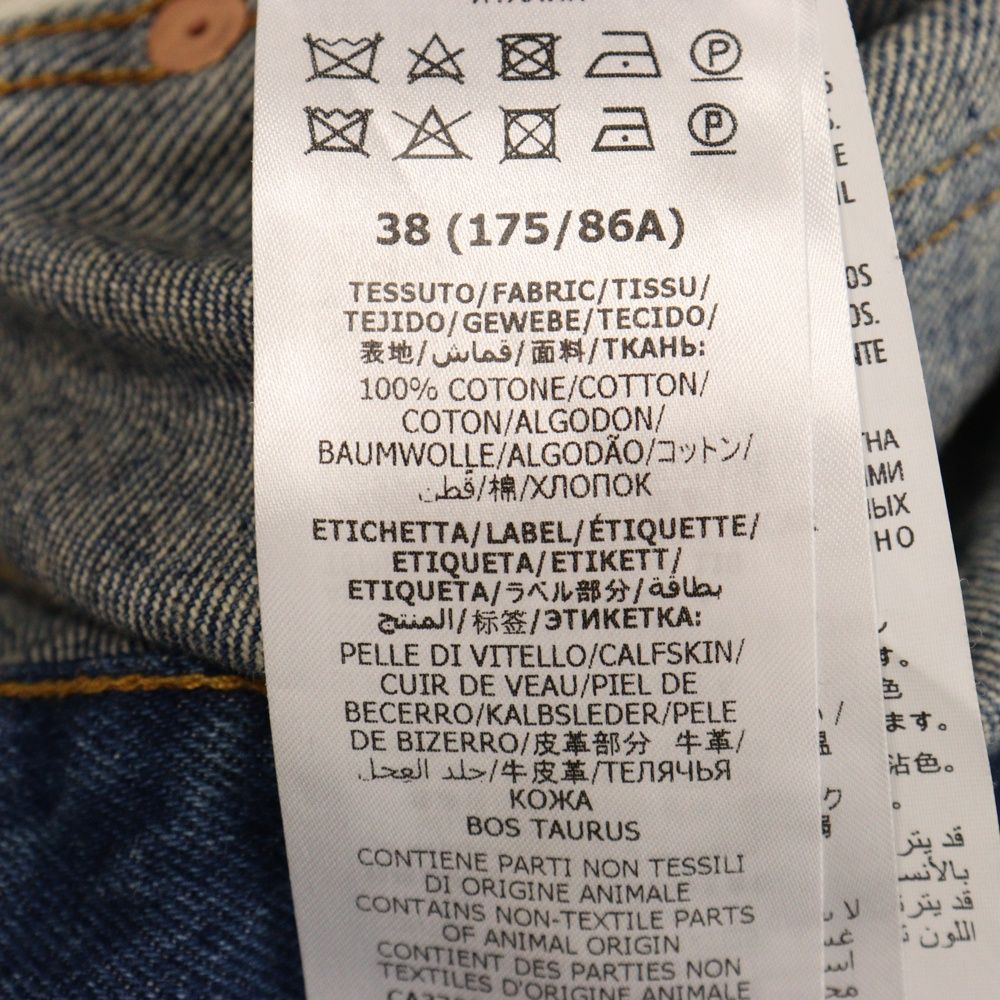 38 (175/86A)
TESSUTO/FABRIC/TISSU/
TEJIDO/GEWEBE/TECIDO/
表地/قماش/面料/ТКАНЬ:
100% COTONE/COTTON/
COTON/ALGODON/
BAUMWOLLE/ALGODÃO/コットン/
قطن/棉/ХЛОПОК
ETICHETTA/LABEL/ÉTIQUETTE/
ETIQUETA/ETIKETT/
ETIQUETA/ラベル部分/بطاقة
المنتج/标签/ЭТИКЕТКА:
PELLE DI VITELLO/CALFSKIN/
CUIR DE VEAU/PIEL DE
BECERRO/KALBSLEDER/PELE
DE BIZERRO/皮革部分 牛革/
جلد العجل/牛皮革/ТЕЛЯЧЬЯ
КОЖА
BOS TAURUS
CONTIENE PARTI NON TESSILI
DI ORIGINE ANIMALE
CONTAINS NON-TEXTILE PARTS
OF ANIMAL ORIGIN
CONTIENT DES PARTIES NON
TEXTILES D'ORIGINE ANIMALE